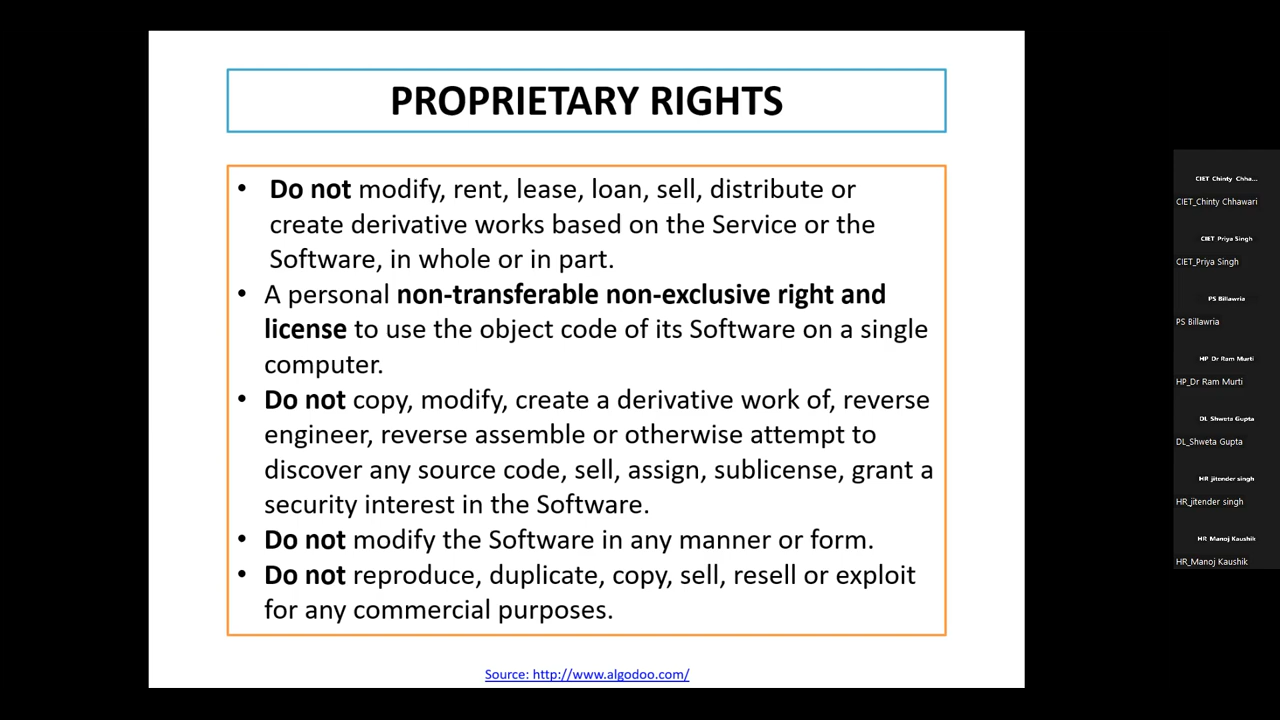 PROPRIETARY RIGHTS
• Do not modify, rent, lease, loan, sell, distribute or
create derivative works based on the Service or the
Software, in whole or in part.
• A personal non-transferable non-exclusive right and
license to use the object code of its Software on a single
computer.
• Do not copy, modify, create a derivative work of, reverse
engineer, reverse assemble or otherwise attempt to
discover any source code, sell, assign, sublicense, grant a
security interest in the Software.
• Do not modify the Software in any manner or form.
• Do not reproduce, duplicate, copy, sell, resell or exploit
for any commercial purposes.
Source: http://www.algodoo.com/
CIET_Chinty Chha...
CIET_Chinty Chhawari
CIET_Priya Singh
CIET_Priya Singh
PS Billawria
PS Billawria
HP_Dr Ram Murti
HP_Dr Ram Murti
DL_Shweta Gupta
DL_Shweta Gupta
HR_jitender singh
HR_jitender singh
HR_Manoj Kaushik
HR_Manoj Kaushik